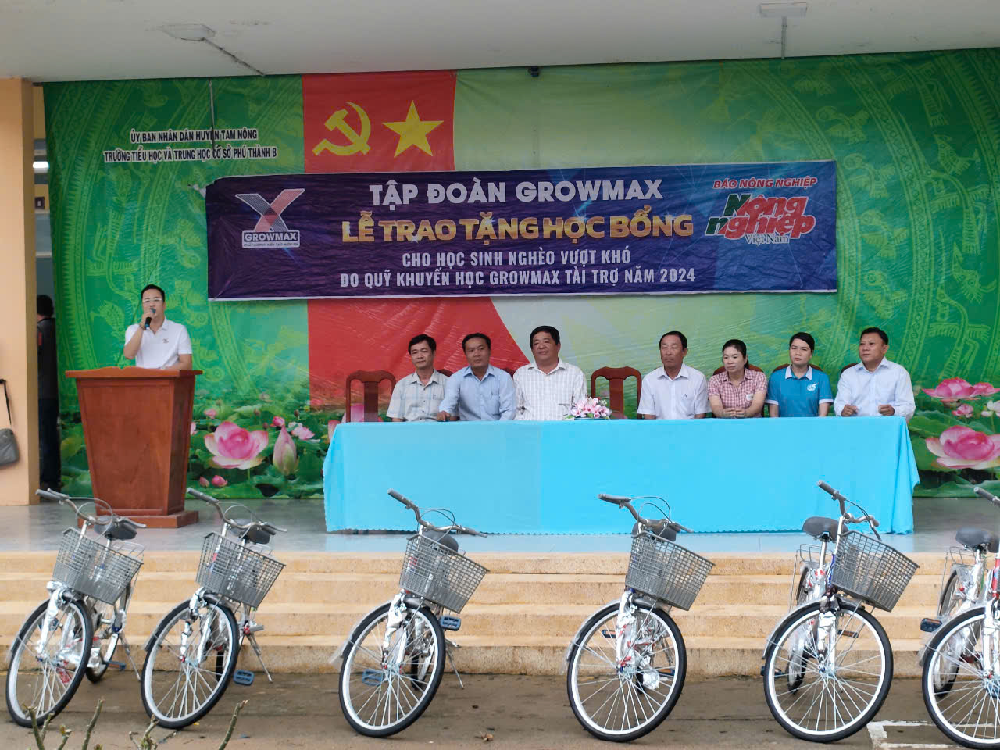 ỦY BAN NHÂN DÂN HUYỆN TAM NÔNG
TRƯỜNG TIỂU HỌC VÀ TRUNG HỌC CƠ SỞ PHÚ THÀNH B
TẬP ĐOÀN GROWMAX
LỄ TRAO TẶNG HỌC BỔNG
CHO HỌC SINH NGHÈO VƯỢT KHÓ
DO QUỸ KHUYẾN HỌC GROWMAX TÀI TRỢ NĂM 2024
GROWMAX
BÁO NÔNG NGHIỆP
Nông
nghiệp
Việt Nam